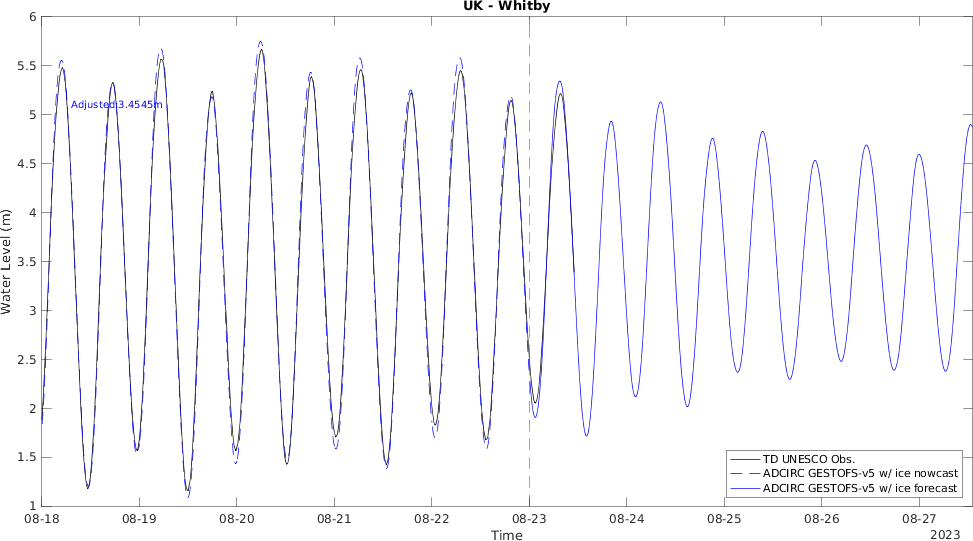 UK - Whitby
6
5.5
5
4.5
4
3.5
3
2.5
2
1.5
1
Water Level (m)
Adjusted:3.4545m
TD UNESCO Obs.
ADCIRC GESTOFS-v5 w/ ice nowcast
ADCIRC GESTOFS-v5 w/ ice forecast
08-18 08-19 08-20 08-21 08-22 08-23 08-24 08-25 08-26 08-27
Time
2023